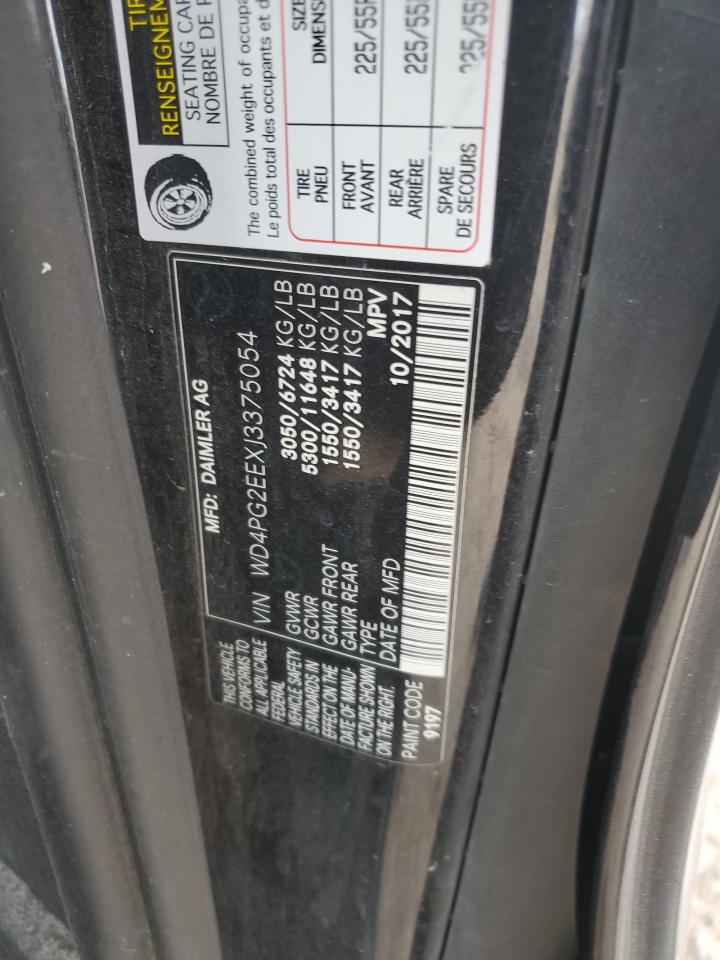 TIR
RENSEIGNEM
SEATING CAP
NOMBRE DE P
The combined weight of occupa
Le poids total des occupants et d
TIRE SIZE
PNEU DIMENS
FRONT 225/55R
AVANT
REAR 225/55
ARRIÈRE
SPARE 225/55
DE SECOURS
MFD: DAIMLER AG
VIN WD4PG2EEXJ3375054
GVWR 3050/6724 KG/LB
GCWR 5300/11648 KG/LB
GAWR FRONT 1550/3417 KG/LB
GAWR REAR 1550/3417 KG/LB
TYPE MPV
DATE OF MFD 10/2017
THIS VEHICLE
CONFORMS TO
ALL APPLICABLE
FEDERAL
VEHICLE SAFETY
STANDARDS IN
EFFECT ON THE
DATE OF MANU-
FACTURE SHOWN
ON THE RIGHT.
PAINT CODE
9197